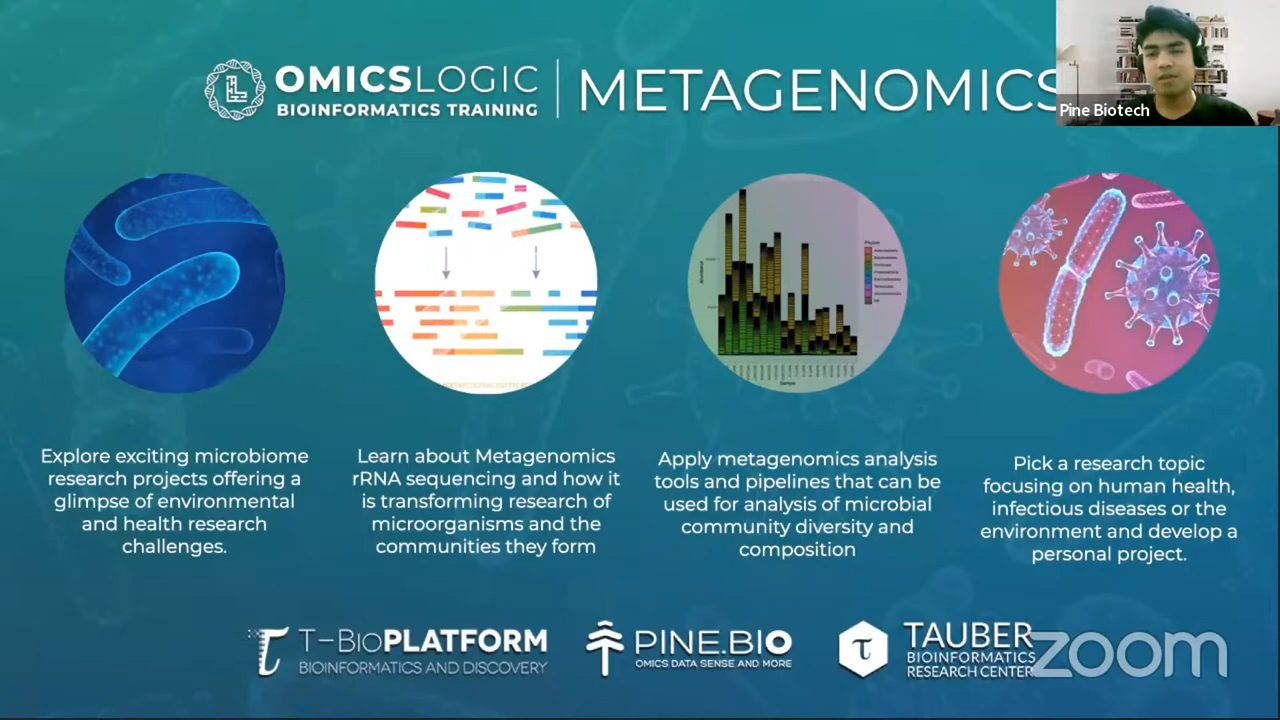 OMICSLOGIC
BIOINFORMATICS TRAINING
METAGENOMICS
Pine Biotech
Explore exciting microbiome
research projects offering a
glimpse of environmental
and health research
challenges.
Learn about Metagenomics
rRNA sequencing and how it
is transforming research of
microorganisms and the
communities they form
Apply metagenomics analysis
tools and pipelines that can be
used for analysis of microbial
community diversity and
composition
Pick a research topic
focusing on human health,
infectious diseases or the
environment and develop a
personal project.
T-BioPLATFORM
BIOINFORMATICS AND DISCOVERY
PINE.BIO
OMICS DATA SENSE AND MORE
TAUBER
BIOINFORMATICS
RESEARCH CENTER
zoom